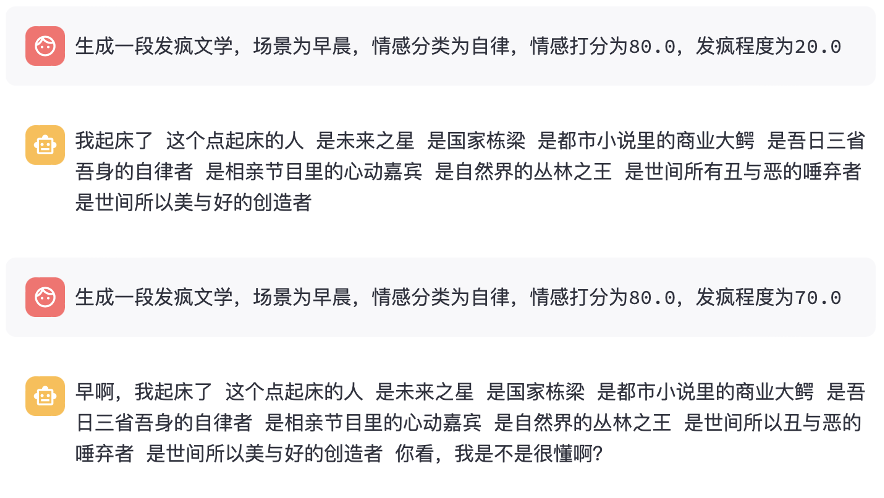 生成一段发疯文学，场景为早晨，情感分类为自律，情感打分为80.0，发疯程度为20.0
我起床了 这个点起床的人 是未来之星 是国家栋梁 是都市小说里的商业大鳄 是吾日三省
吾身的自律者 是相亲节目里的心动嘉宾 是自然界的丛林之王 是世间所有丑与恶的唾弃者
是世间所以美与好的创造者
生成一段发疯文学，场景为早晨，情感分类为自律，情感打分为80.0，发疯程度为70.0
早啊，我起床了 这个点起床的人 是未来之星 是国家栋梁 是都市小说里的商业大鳄 是吾
日三省吾身的自律者 是相亲节目里的心动嘉宾 是自然界的丛林之王 是世间所以丑与恶的
唾弃者 是世间所以美与好的创造者 你看，我是不是很懂啊？